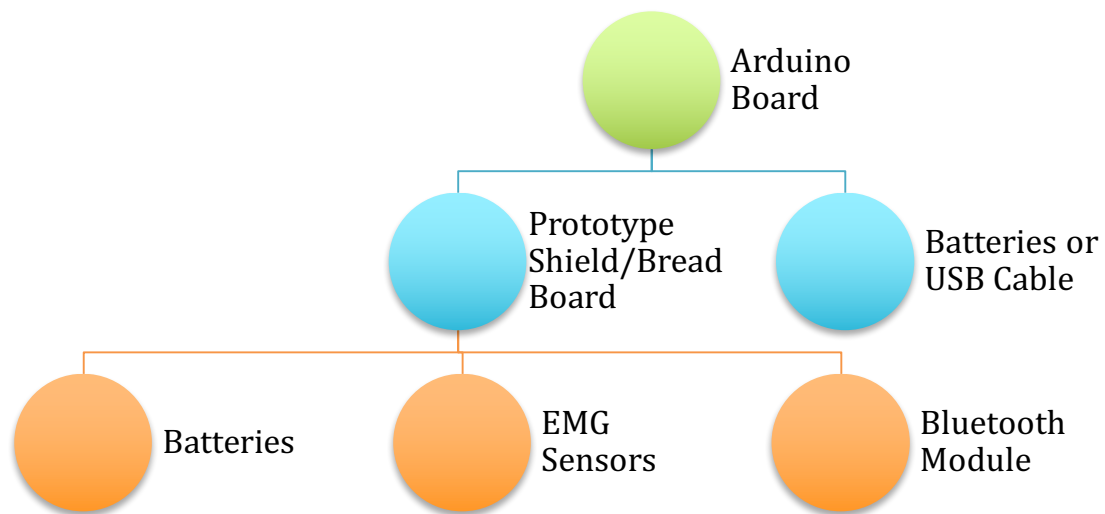 Arduino
Board
Prototype
Shield/Bread
Board
Batteries or
USB Cable
Batteries
EMG
Sensors
Bluetooth
Module